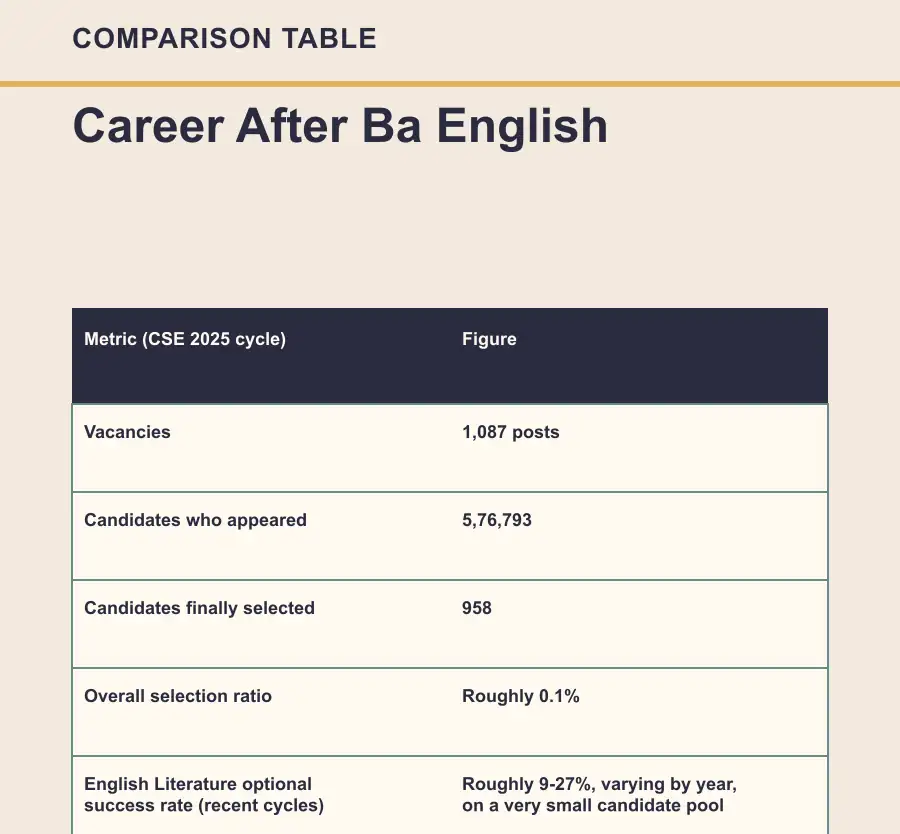 COMPARISON TABLE
Career After Ba English
Metric (CSE 2025 cycle) Figure
Vacancies 1,087 posts
Candidates who appeared 5,76,793
Candidates finally selected 958
Overall selection ratio Roughly 0.1%
English Literature optional Roughly 9-27%, varying by year,
success rate (recent cycles) on a very small candidate pool